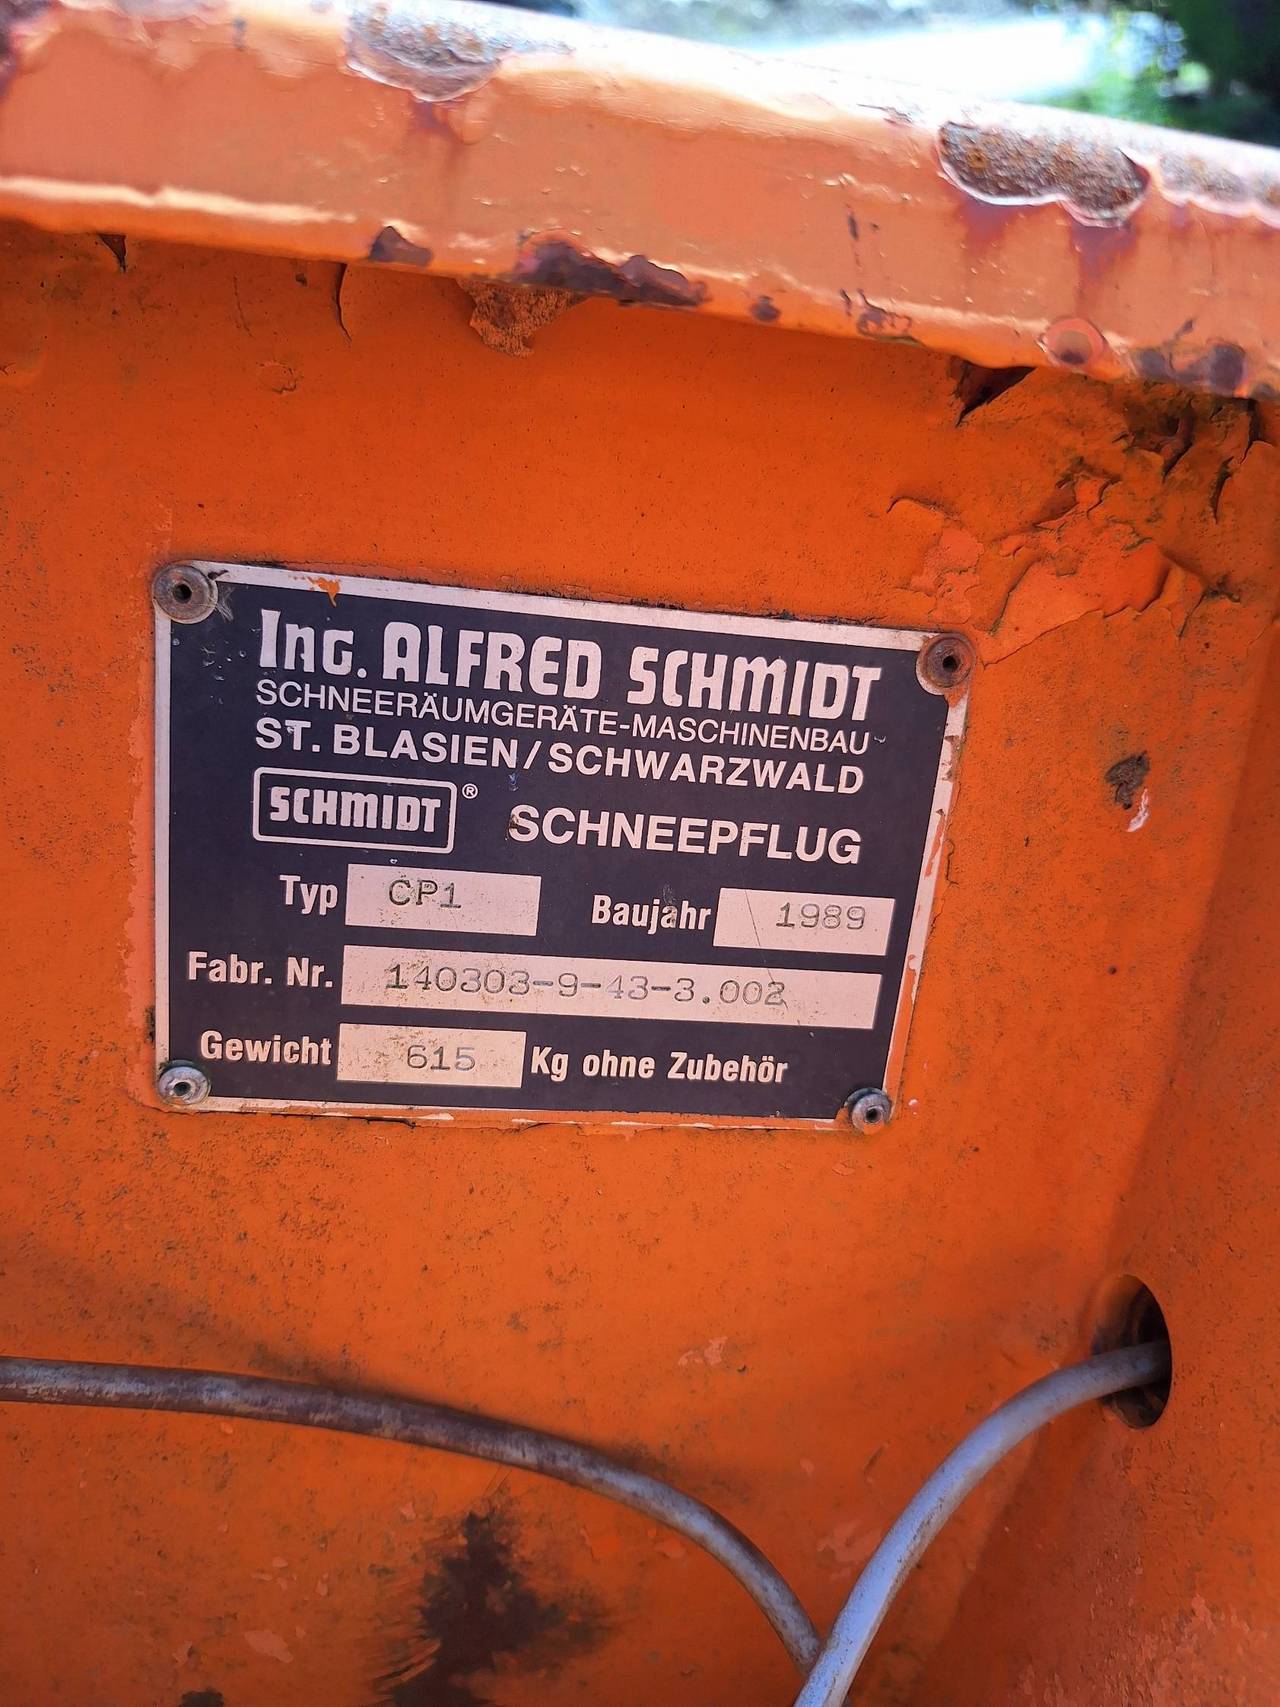 Ing. ALFRED SCHMIDT
SCHNEERÄUMGERÄTE-MASCHINENBAU
ST. BLASIEN/SCHWARZWALD
SCHMIDT® SCHNEEPFLUG
Typ CP1 Baujahr 1989
Fabr. Nr. 140303-9-43-3.002
Gewicht 615 Kg ohne Zubehör